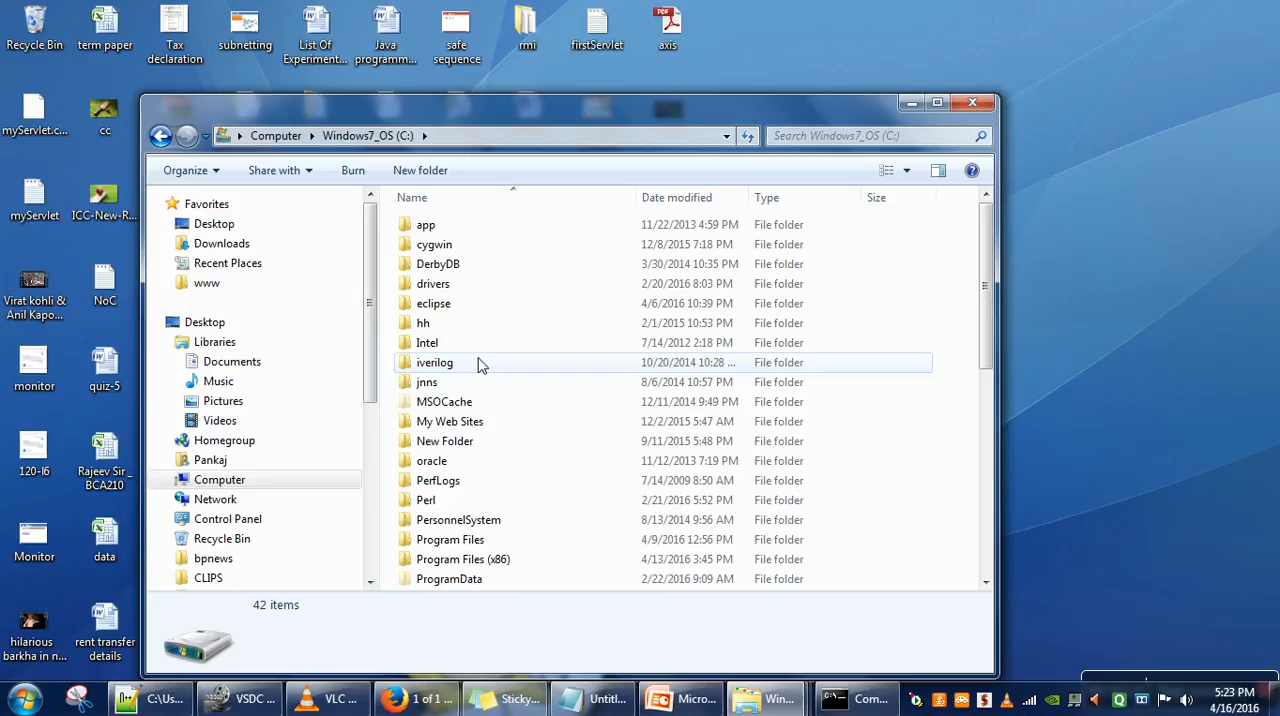 Recycle Bin
term paper
Tax
declaration
subnetting
List Of
Experiment...
Java
programm...
safe
sequence
rmi
firstServlet
axis
myServlet.c...
cc
myServlet
ICC-New-R...
Virat kohli &
Anil Kapo...
NoC
monitor
quiz-5
120-I6
Rajeev Sir _
BCA210
Monitor
data
hilarious
barkha in n...
rent transfer
details
Computer Windows7_OS (C:)
Search Windows7_OS (C:)
Organize Share with Burn New folder
Favorites
Desktop
Downloads
Recent Places
www
Desktop
Libraries
Documents
Music
Pictures
Videos
Homegroup
Pankaj
Computer
Network
Control Panel
Recycle Bin
bpnews
CLIPS
Name Date modified Type Size
app 11/22/2013 4:59 PM File folder
cygwin 12/8/2015 7:18 PM File folder
DerbyDB 3/30/2014 10:35 PM File folder
drivers 2/20/2016 8:03 PM File folder
eclipse 4/6/2016 10:39 PM File folder
hh 2/1/2015 10:53 PM File folder
Intel 7/14/2012 2:18 PM File folder
iverilog 10/20/2014 10:28 ... File folder
jnns 8/6/2014 10:57 PM File folder
MSOCache 12/11/2014 9:49 PM File folder
My Web Sites 12/2/2015 5:47 AM File folder
New Folder 9/11/2015 5:48 PM File folder
oracle 11/12/2013 7:19 PM File folder
PerfLogs 7/14/2009 8:50 AM File folder
Perl 2/21/2016 5:52 PM File folder
PersonnelSystem 8/13/2014 9:56 AM File folder
Program Files 4/9/2016 12:56 PM File folder
Program Files (x86) 4/13/2016 3:45 PM File folder
ProgramData 2/22/2016 9:09 AM File folder
42 items
C:\Us... VSDC ... VLC ... 1 of 1 ... Sticky... Untitl... Micro... Win... Com...
5:23 PM
4/16/2016